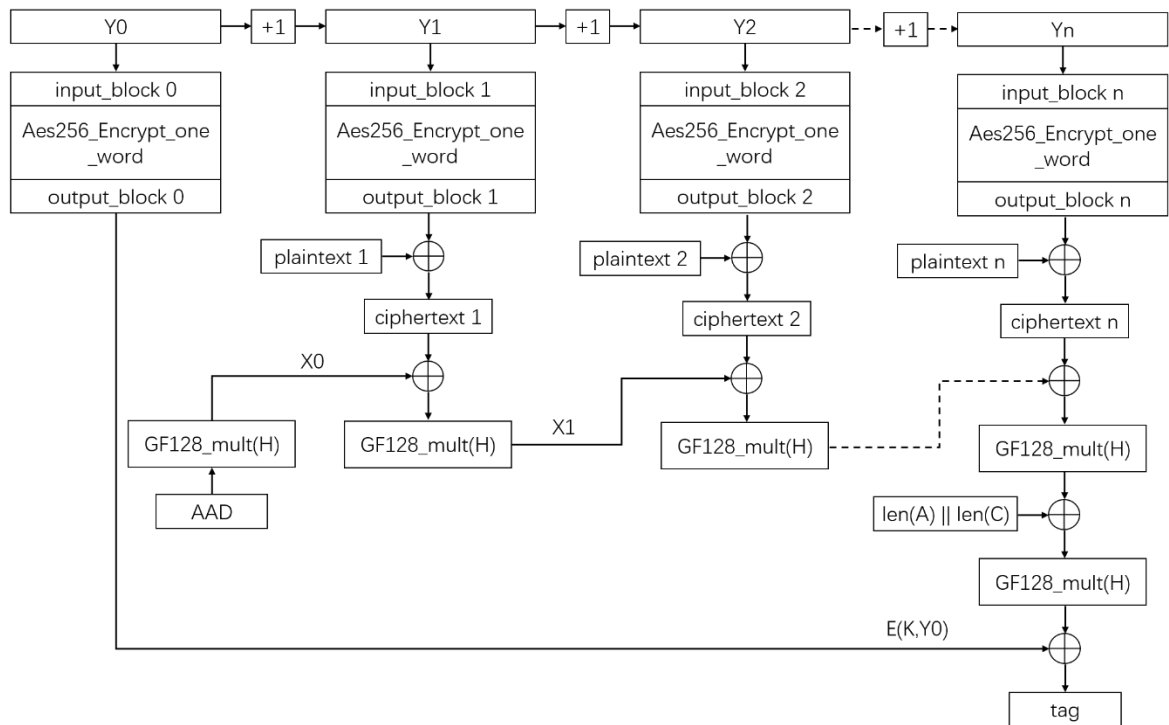 Y0 +1 Y1 +1 Y2 +1 Yn
input_block 0 input_block 1 input_block 2 input_block n
Aes256_Encrypt_one
_word
Aes256_Encrypt_one
_word
Aes256_Encrypt_one
_word
Aes256_Encrypt_one
_word
output_block 0 output_block 1 output_block 2 output_block n
plaintext 1 plaintext 2 plaintext n
ciphertext 1 ciphertext 2 ciphertext n
X0
GF128_mult(H) GF128_mult(H) X1 GF128_mult(H) GF128_mult(H)
AAD len(A) || len(C)
GF128_mult(H)
E(K,Y0)
tag